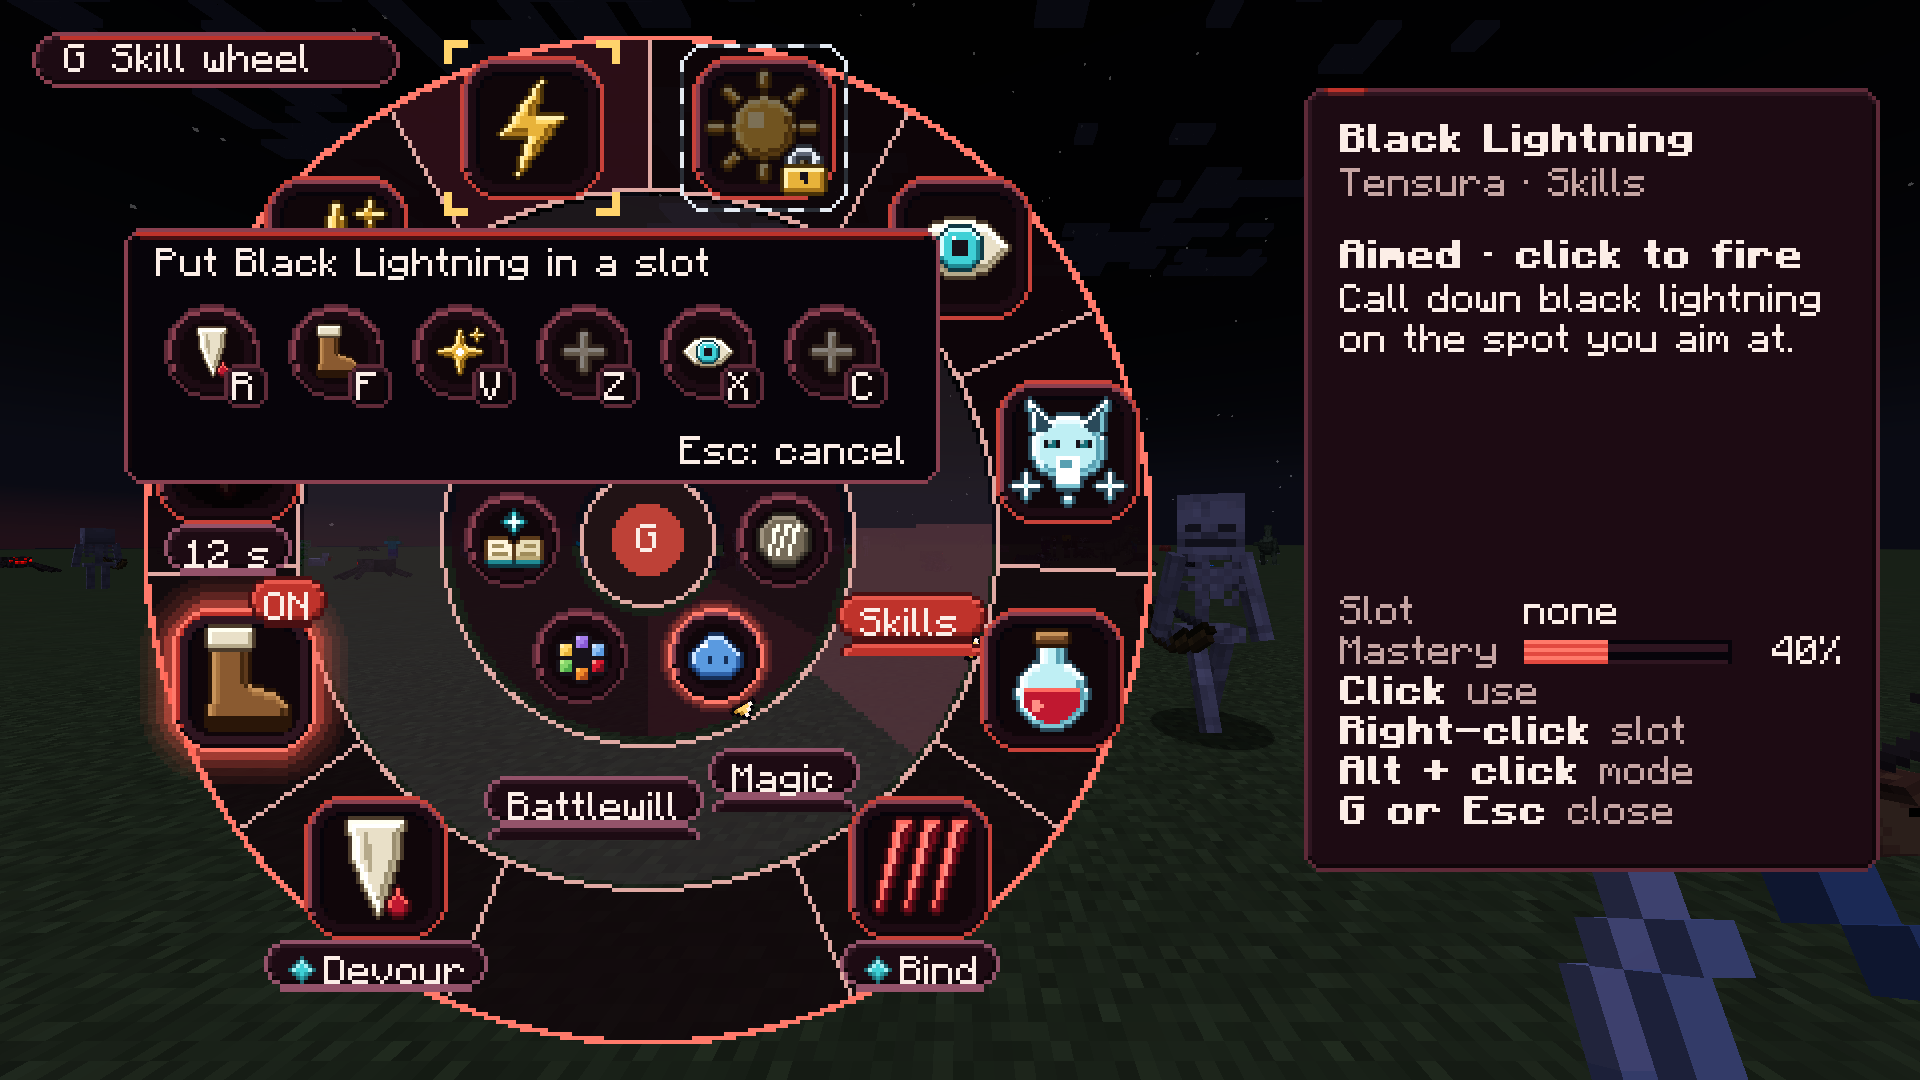 G Skill wheel
Put Black Lightning in a slot
R F V Z X C
Esc: cancel
12 s
G
ON
Skills
Magic
Battlewill
Devour
Bind
Black Lightning
Tensura · Skills
Aimed · click to fire
Call down black lightning
on the spot you aim at.
Slot none
Mastery 40%
Click use
Right-click slot
Alt + click mode
G or Esc close